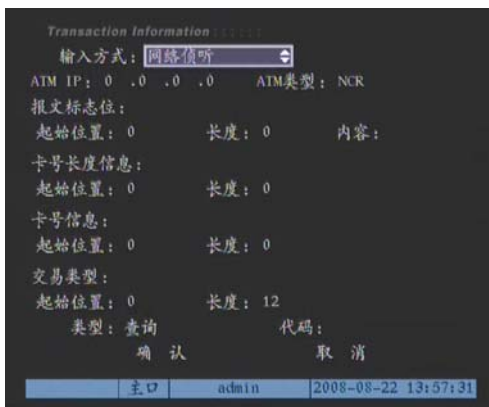 Transaction Information ::::::
输入方式：网络侦听
ATM IP：0 .0 .0 .0 ATM类型：NCR
报文标志位：
起始位置：0 长度：0 内容：
卡号长度信息：
起始位置：0 长度：0
卡号信息：
起始位置：0 长度：0
交易类型：
起始位置：0 长度：12
类型：查询 代码：
确 认 取 消
主口 admin 2008-08-22 13:57:31